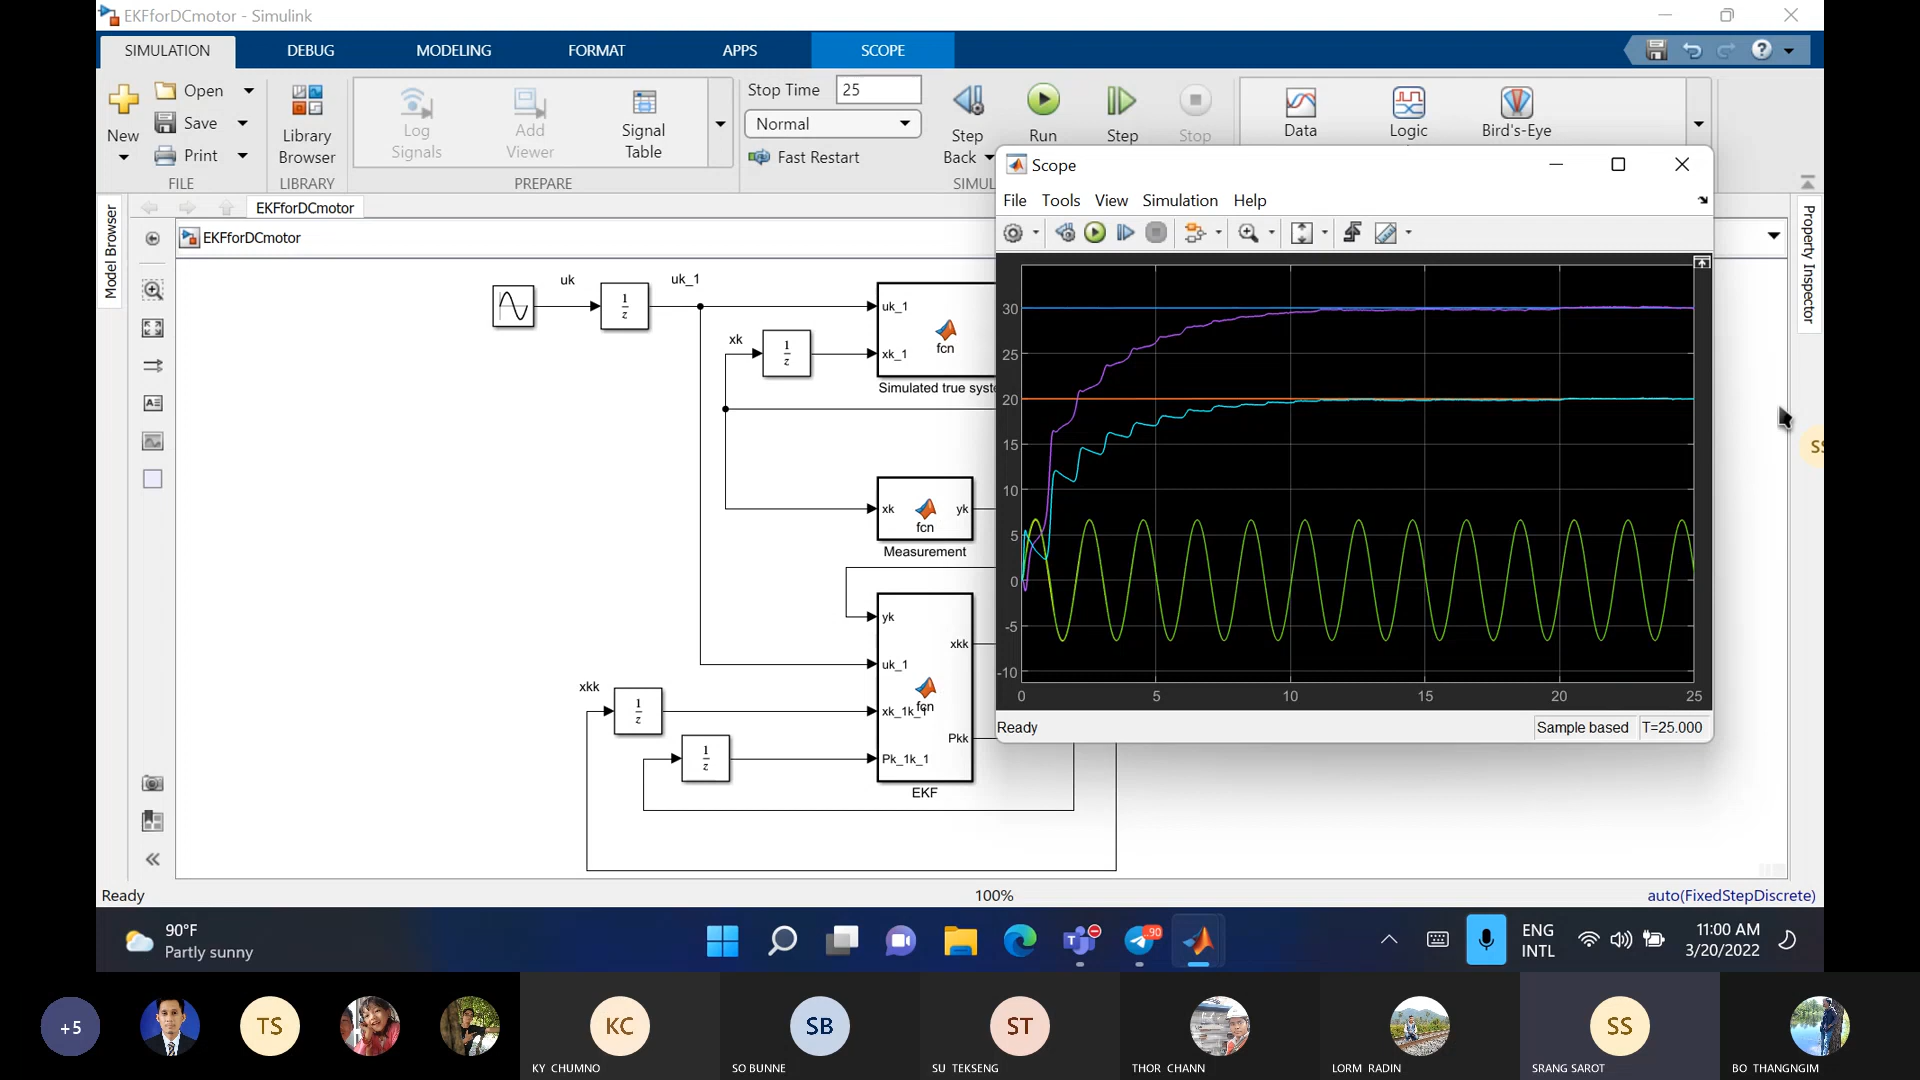 EKFforDCmotor - Simulink
SIMULATION DEBUG MODELING FORMAT APPS SCOPE
New
Open
Save
Print
FILE
Library Browser
LIBRARY
Log Signals
Add Viewer
Signal Table
PREPARE
Stop Time 25
Normal
Fast Restart
Step Back
Run
Step
Stop
SIMUL
Data
Logic
Bird's-Eye
Model Browser
EKFforDCmotor
EKFforDCmotor
Property Inspector
uk
1
z
uk_1
uk_1
xk
1
z
xk_1
fcn
Simulated true syste
xk
fcn
yk
Measurement
yk
uk_1
xkk
xkk
1
z
xk_1k_1
fcn
1
z
Pk_1k_1
Pkk
EKF
Scope
File Tools View Simulation Help
30
25
20
15
10
5
0
-5
-10
0 5 10 15 20 25
Ready Sample based T=25.000
SS
Ready 100% auto(FixedStepDiscrete)
90°F
Partly sunny
90
ENG
INTL
11:00 AM
3/20/2022
+5
TS
KC
SB
ST
SS
KY CHUMNO
SO BUNNE
SU TEKSENG
THOR CHANN
LORM RADIN
SRANG SAROT
BO THANGNGIM